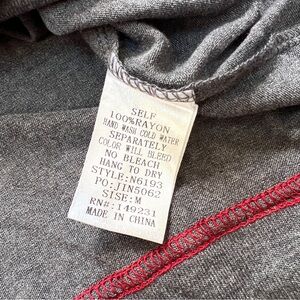 SELF
100%RAYON
HAND WASH COLD WATER
SEPARATELY
COLOR WILL BLEED
NO BLEACH
HANG TO DRY
STYLE:N6193
PO:JIN5062
SIZE:M
RN#:149231
MADE IN CHINA